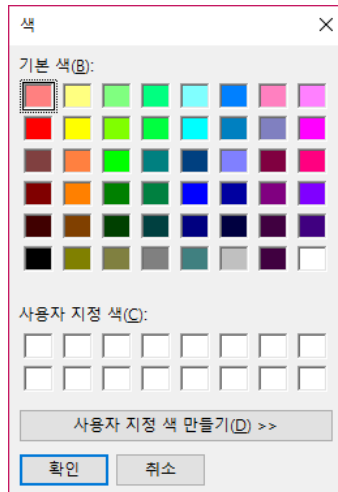 색
기본 색(B):
사용자 지정 색(C):
사용자 지정 색 만들기(D) >>
확인 취소